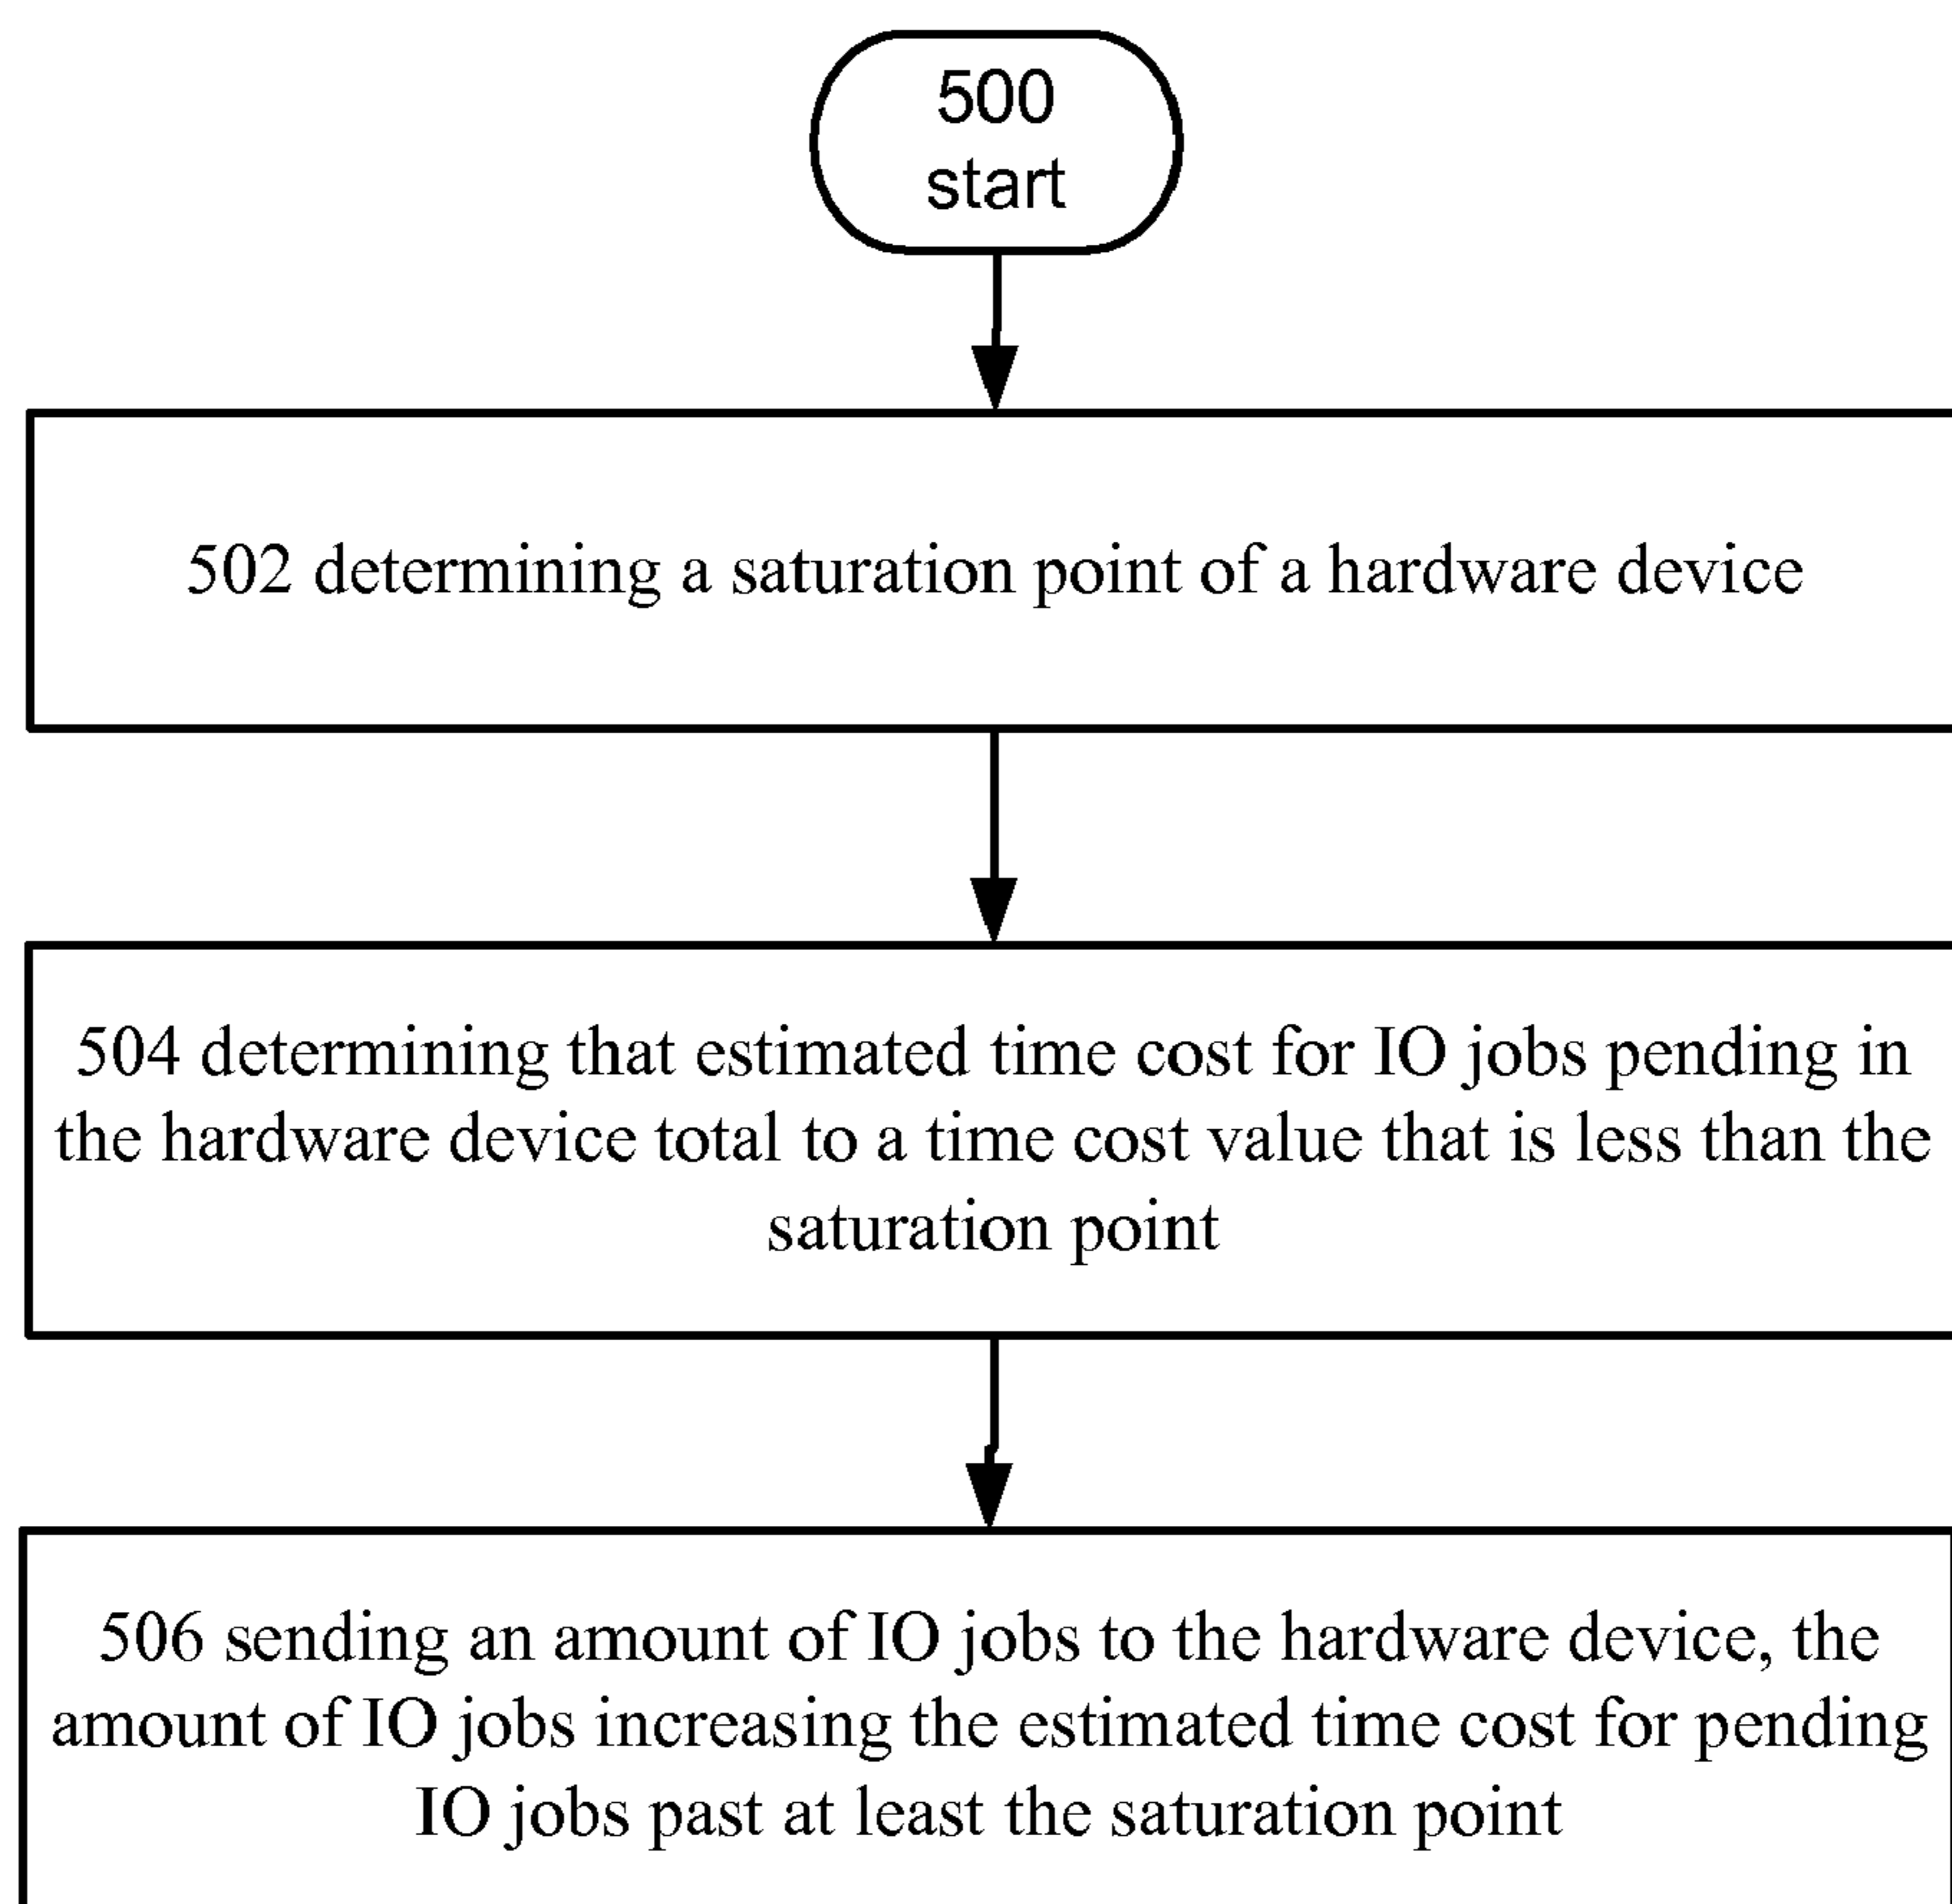 500
start
502 determining a saturation point of a hardware device
504 determining that estimated time cost for IO jobs pending in
the hardware device total to a time cost value that is less than the
saturation point
506 sending an amount of IO jobs to the hardware device, the
amount of IO jobs increasing the estimated time cost for pending
IO jobs past at least the saturation point